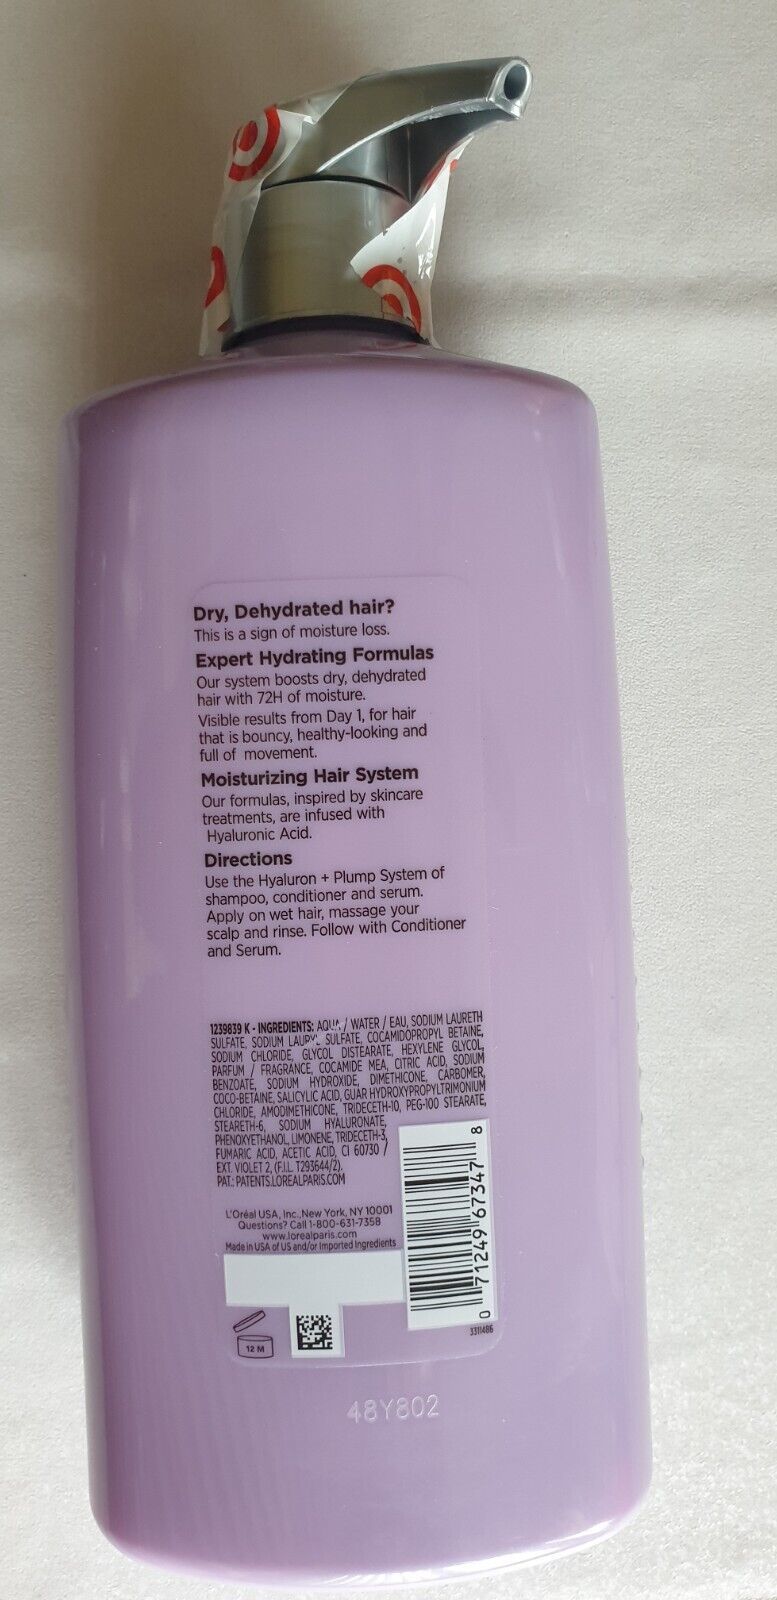 Dry, Dehydrated hair?
This is a sign of moisture loss.
Expert Hydrating Formulas
Our system boosts dry, dehydrated
hair with 72H of moisture.
Visible results from Day 1, for hair
that is bouncy, healthy-looking and
full of movement.
Moisturizing Hair System
Our formulas, inspired by skincare
treatments, are infused with
Hyaluronic Acid.
Directions
Use the Hyaluron + Plump System of
shampoo, conditioner and serum.
Apply on wet hair, massage your
scalp and rinse. Follow with Conditioner
and Serum.
1239839 K - INGREDIENTS: AQUA / WATER / EAU, SODIUM LAURETH
SULFATE, SODIUM LAURYL SULFATE, COCAMIDOPROPYL BETAINE,
SODIUM CHLORIDE, GLYCOL DISTEARATE, HEXYLENE GLYCOL,
PARFUM / FRAGRANCE, COCAMIDE MEA, CITRIC ACID, SODIUM
BENZOATE, SODIUM HYDROXIDE, DIMETHICONE, CARBOMER,
COCO-BETAINE, SALICYLIC ACID, GUAR HYDROXYPROPYLTRIMONIUM
CHLORIDE, AMODIMETHICONE, TRIDECETH-10, PEG-100 STEARATE,
STEARETH-6, SODIUM HYALURONATE,
PHENOXYETHANOL, LIMONENE, TRIDECETH-3,
FUMARIC ACID, ACETIC ACID, CI 60730 /
EXT. VIOLET 2, (F.I.L. T293644/2).
PAT.: PATENTS.LOREALPARIS.COM
L'Oréal USA, Inc., New York, NY 10001
Questions? Call 1-800-631-7358
www.lorealparis.com
Made in USA of US and/or Imported Ingredients
0 71249 67347 8
3311486
12 M
48Y802